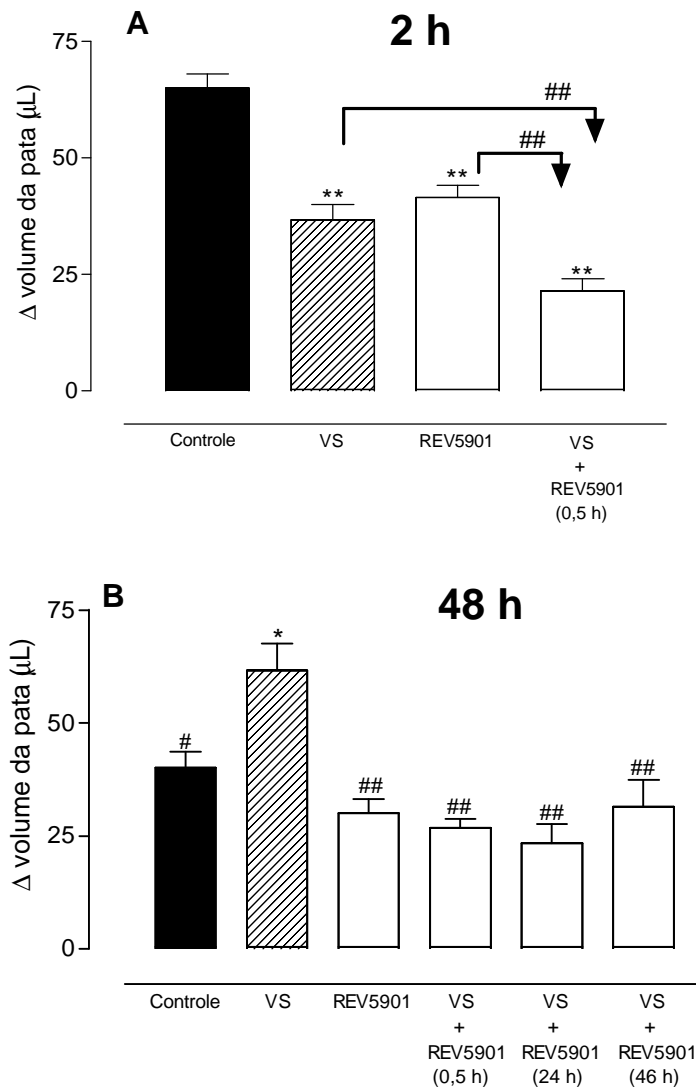 A
2 h
Δ volume da pata (μL)
75
50
25
0
##
##
**
**
**
Controle
VS
REV5901
VS
+
REV5901
(0,5 h)
B
48 h
Δ volume da pata (μL)
75
50
25
0
#
*
##
##
##
##
Controle
VS
REV5901
VS
+
REV5901
(0,5 h)
VS
+
REV5901
(24 h)
VS
+
REV5901
(46 h)